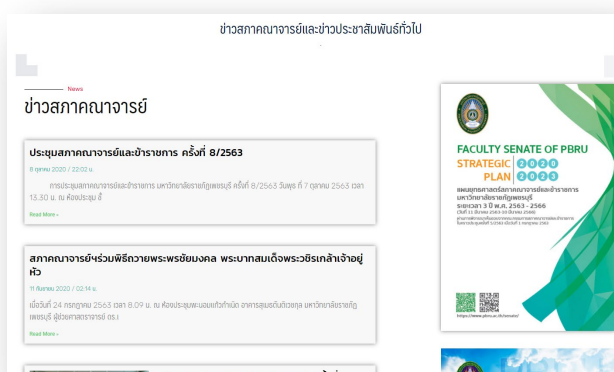 ข่าวสภาคณาจารย์และข่าวประชาสัมพันธ์ทั่วไป
News
ข่าวสภาคณาจารย์
ประชุมสภาคณาจารย์และข้าราชการ ครั้งที่ 8/2563
8 ตุลาคม 2020 / 22:02 น.
การประชุมสภาคณาจารย์และข้าราชการ มหาวิทยาลัยราชภัฏเพชรบุรี ครั้งที่ 8/2563 วันพุธ ที่ 7 ตุลาคม 2563 เวลา
13.30 น. ณ ห้องประชุม ชั้
Read More »
สภาคณาจารย์ฯร่วมพิธีถวายพระพรชัยมงคล พระบาทสมเด็จพระวชิรเกล้าเจ้าอยู่
หัว
11 กันยายน 2020 / 02:14 น.
เมื่อวันที่ 24 กรกฎาคม 2563 เวลา 8.09 น. ณ ห้องประชุมพะยอมแก้วกำเนิด อาคารสุเมธตันติเวชกุล มหาวิทยาลัยราชภัฏ
เพชรบุรี ผู้ช่วยศาสตราจารย์ ดร.เ
Read More »
FACULTY SENATE OF PBRU
STRATEGIC 2020
PLAN 2023
แผนยุทธศาสตร์สภาคณาจารย์และข้าราชการ
มหาวิทยาลัยราชภัฏเพชรบุรี
ระยะเวลา 3 ปี พ.ศ. 2563 - 2566
https://www.pbru.ac.th/senate/